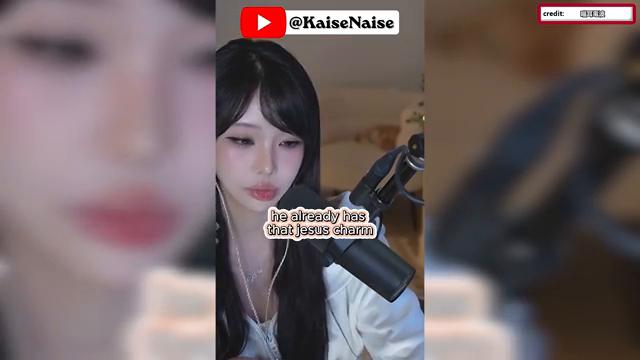 @KaiseNaise
credit:
he already has
that jesus charm